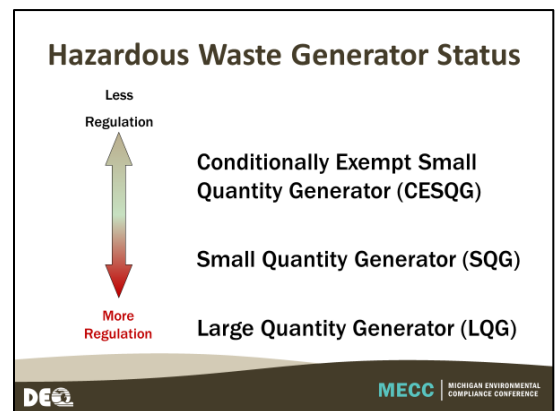 Hazardous Waste Generator Status
Less
Regulation
Conditionally Exempt Small
Quantity Generator (CESQG)
Small Quantity Generator (SQG)
More
Regulation
Large Quantity Generator (LQG)
DEQ
MECC
MICHIGAN ENVIRONMENTAL
COMPLIANCE CONFERENCE